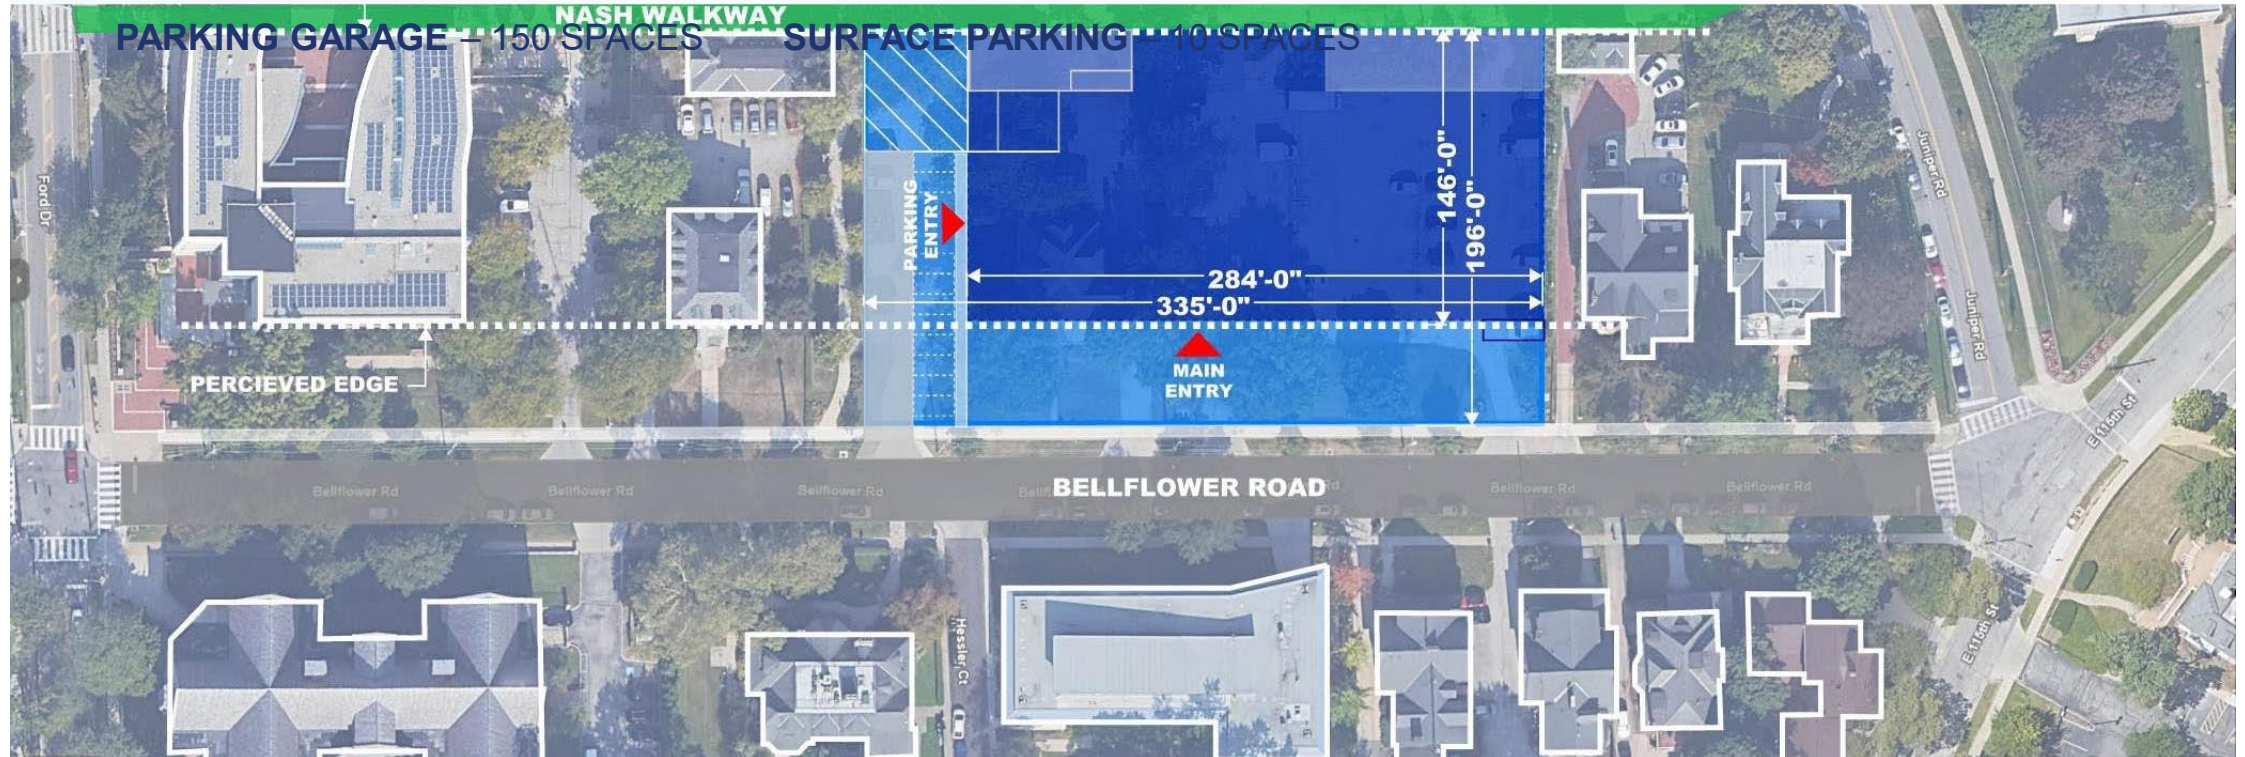 NASH WALKWAY
PARKING GARAGE – 150 SPACES
SURFACE PARKING – 10 SPACES
Ford Dr
PARKING
ENTRY
146'-0"
196'-0"
284'-0"
335'-0"
Juniper Rd
Juniper Rd
PERCIEVED EDGE
MAIN
ENTRY
E 115th St
Bellflower Rd
Bellflower Rd
Bellflower Rd
BELLFLOWER ROAD
Bellflower Rd
Bellflower Rd
Hessler Ct
E 115th St